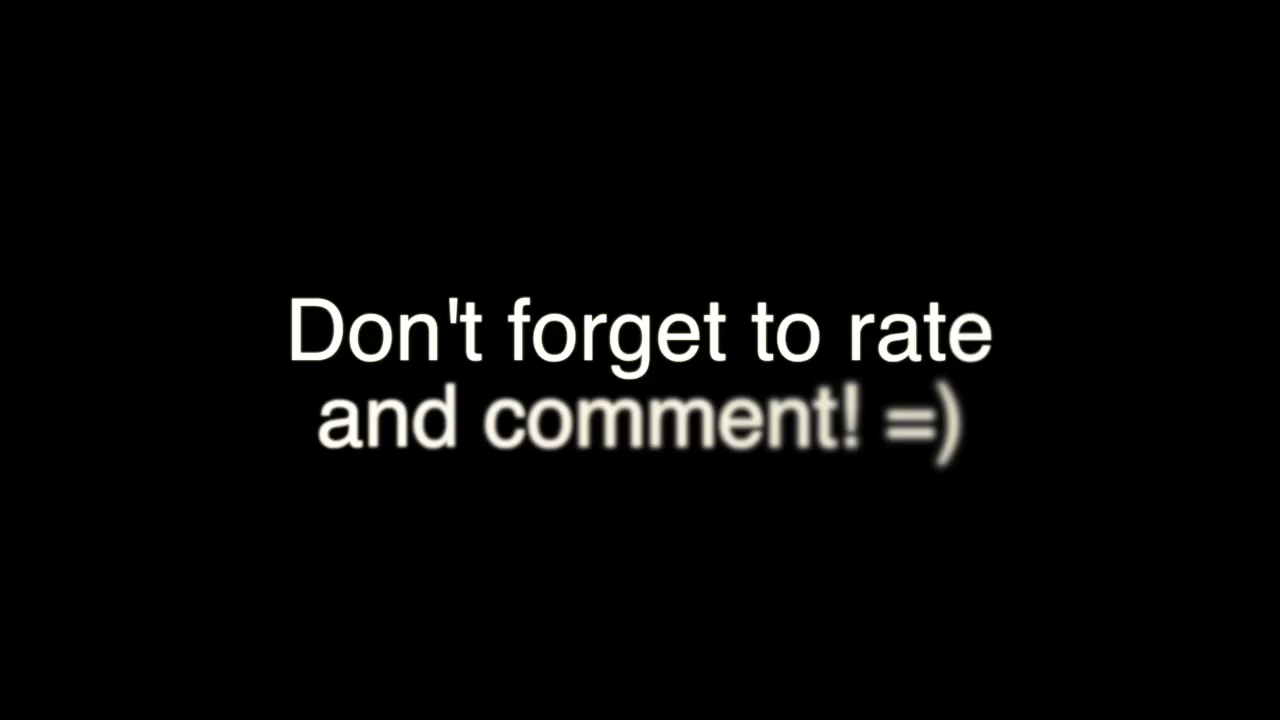 Don't forget to rate
and comment! =)